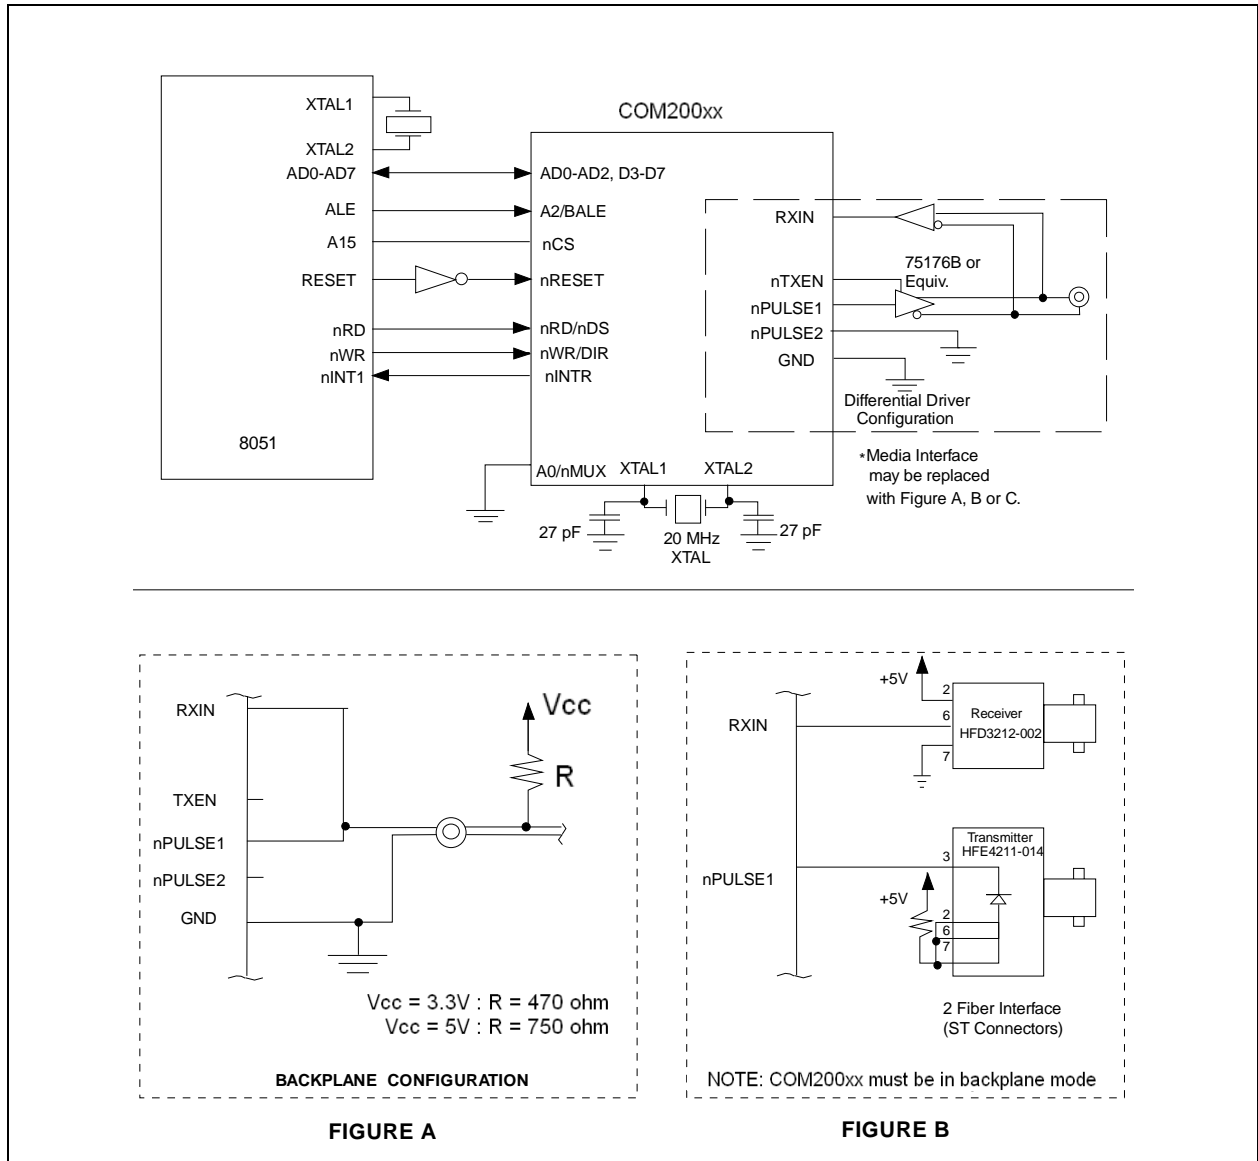 COM200xx
XTAL1
XTAL2
AD0-AD7
ALE
A15
RESET
nRD
nWR
nINT1
8051
AD0-AD2, D3-D7
A2/BALE
nCS
nRESET
nRD/nDS
nWR/DIR
nINTR
A0/nMUX
XTAL1
XTAL2
27 pF
20 MHz
XTAL
27 pF
RXIN
nTXEN
nPULSE1
nPULSE2
GND
75176B or
Equiv.
Differential Driver
Configuration
*Media Interface
may be replaced
with Figure A, B or C.
RXIN
TXEN
nPULSE1
nPULSE2
GND
Vcc
R
Vcc = 3.3V : R = 470 ohm
Vcc = 5V : R = 750 ohm
BACKPLANE CONFIGURATION
FIGURE A
RXIN
nPULSE1
+5V
2
6
7
Receiver
HFD3212-002
Transmitter
HFE4211-014
3
+5V
2
6
7
2 Fiber Interface
(ST Connectors)
NOTE: COM200xx must be in backplane mode
FIGURE B